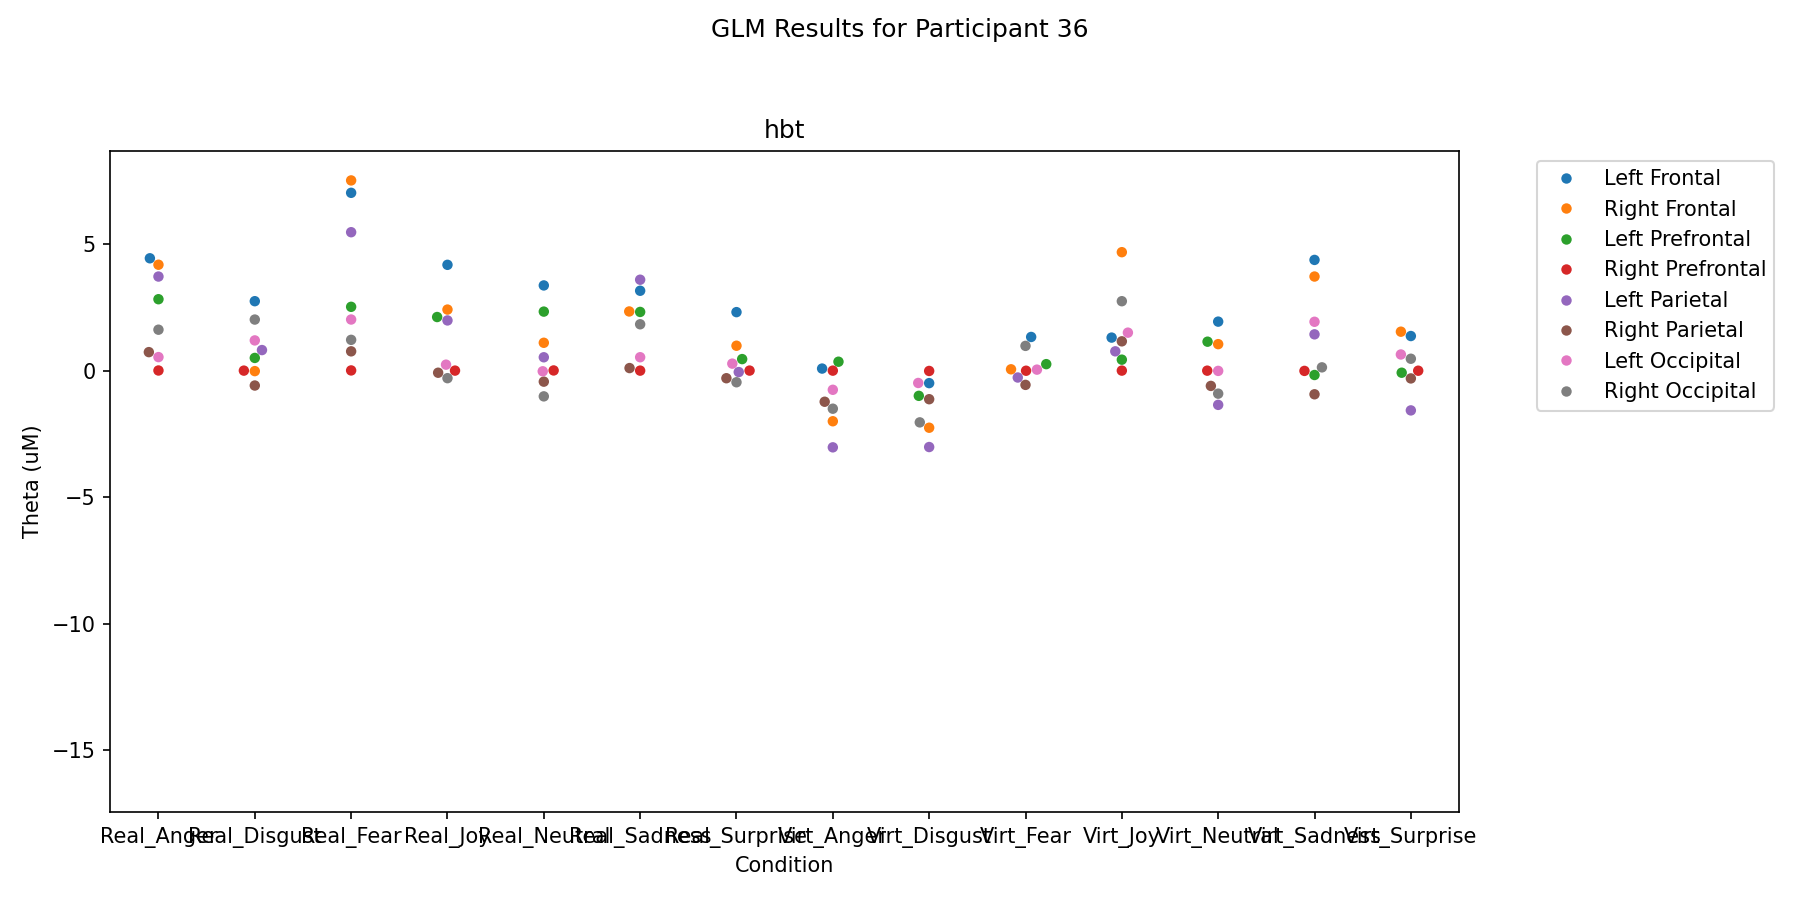 GLM Results for Participant 36
hbt
Theta (uM)
5
0
−5
−10
−15
Real_Anger
Real_Disgust
Real_Fear
Real_Joy
Real_Neutral
Real_Sadness
Real_Surprise
Virt_Anger
Virt_Disgust
Virt_Fear
Virt_Joy
Virt_Neutral
Virt_Sadness
Virt_Surprise
Condition
Left Frontal
Right Frontal
Left Prefrontal
Right Prefrontal
Left Parietal
Right Parietal
Left Occipital
Right Occipital